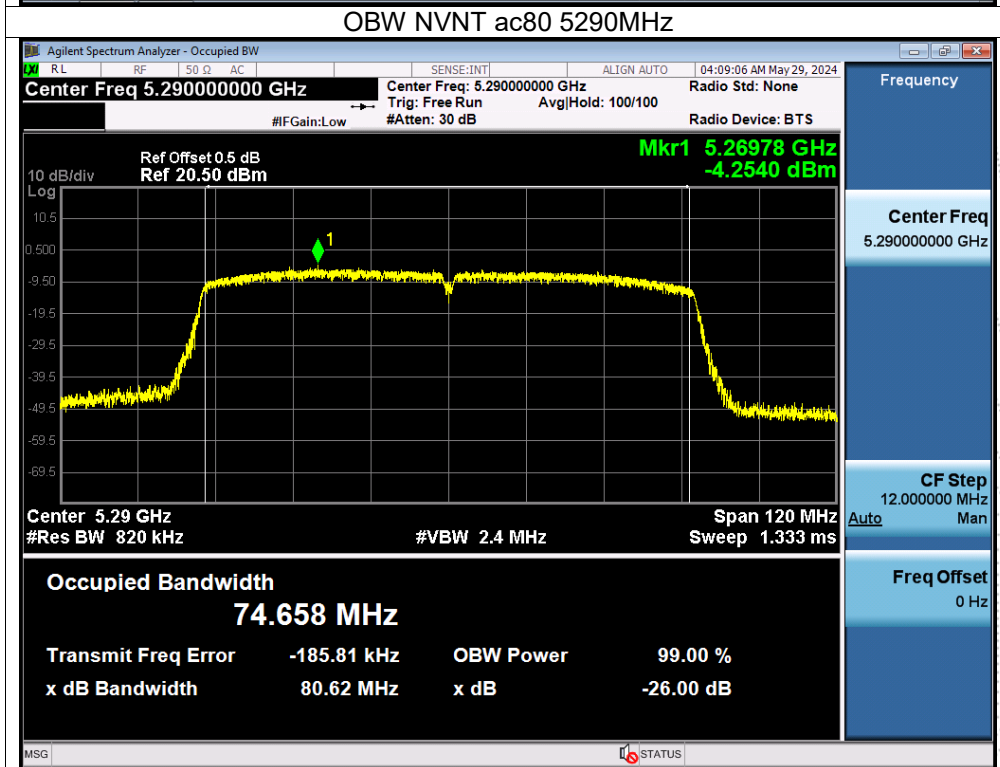 OBW NVNT ac80 5290MHz
Agilent Spectrum Analyzer - Occupied BW
LXI RL RF 50 Ω AC SENSE:INT ALIGN AUTO 04:09:06 AM May 29, 2024
Center Freq 5.290000000 GHz
Center Freq: 5.290000000 GHz Radio Std: None
Trig: Free Run Avg|Hold: 100/100
#IFGain:Low #Atten: 30 dB Radio Device: BTS
Mkr1 5.26978 GHz
-4.2540 dBm
Ref Offset 0.5 dB
10 dB/div Ref 20.50 dBm
Log
10.5
0.500
-9.50
-19.5
-29.5
-39.5
-49.5
-59.5
-69.5
1
Center 5.29 GHz Span 120 MHz
#Res BW 820 kHz #VBW 2.4 MHz Sweep 1.333 ms
Occupied Bandwidth
74.658 MHz
Transmit Freq Error -185.81 kHz OBW Power 99.00 %
x dB Bandwidth 80.62 MHz x dB -26.00 dB
MSG STATUS
Frequency
Center Freq
5.290000000 GHz
CF Step
12.000000 MHz
Auto Man
Freq Offset
0 Hz